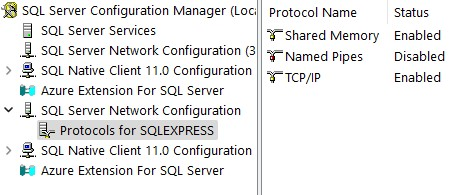 SQL Server Configuration Manager (Loca
SQL Server Services
SQL Server Network Configuration (3
SQL Native Client 11.0 Configuration
Azure Extension For SQL Server
SQL Server Network Configuration
Protocols for SQLEXPRESS
SQL Native Client 11.0 Configuration
Azure Extension For SQL Server
Protocol Name Status
Shared Memory Enabled
Named Pipes Disabled
TCP/IP Enabled